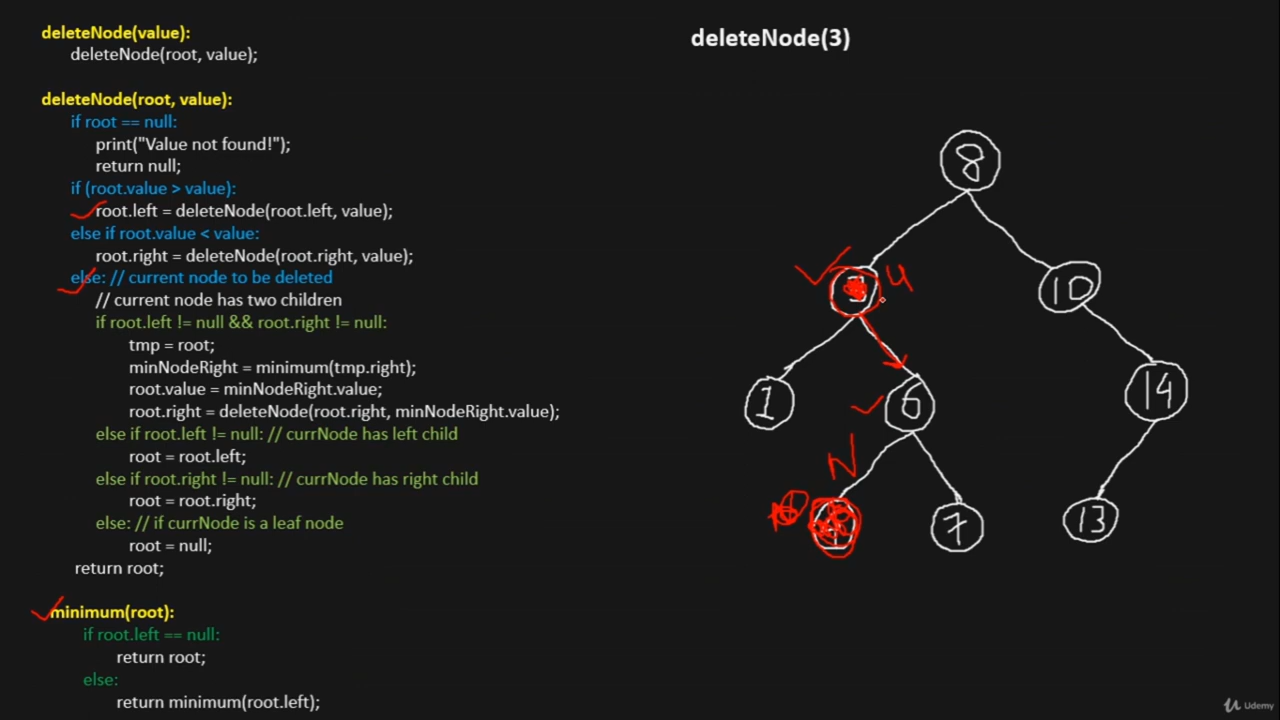 deleteNode(value):
deleteNode(root, value);
deleteNode(root, value):
if root == null:
print("Value not found!");
return null;
if (root.value > value):
root.left = deleteNode(root.left, value);
else if root.value < value:
root.right = deleteNode(root.right, value);
else: // current node to be deleted
// current node has two children
if root.left != null && root.right != null:
tmp = root;
minNodeRight = minimum(tmp.right);
root.value = minNodeRight.value;
root.right = deleteNode(root.right, minNodeRight.value);
else if root.left != null: // currNode has left child
root = root.left;
else if root.right != null: // currNode has right child
root = root.right;
else: // if currNode is a leaf node
root = null;
return root;
minimum(root):
if root.left == null:
return root;
else:
return minimum(root.left);
deleteNode(3)
8
4
10
1
6
14
N
7
13
Udemy